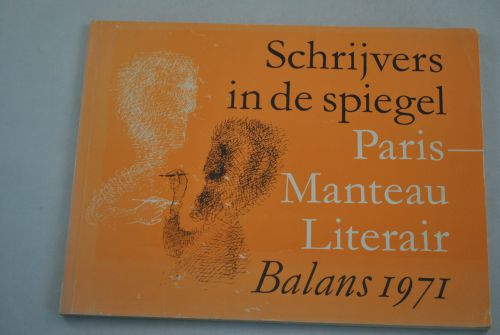 Schrijvers
in de spiegel
Paris—
Manteau
Literair
Balans 1971